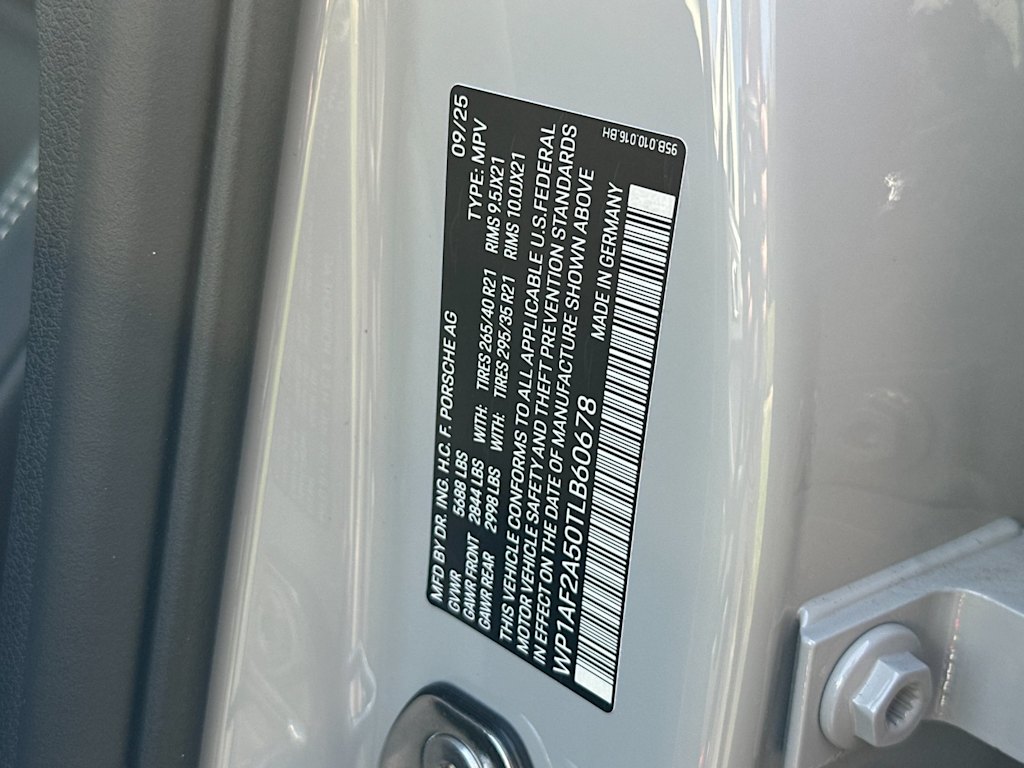 MFD BY DR. ING. H.C. F. PORSCHE AG 09/25
GVWR 5688 LBS TYPE: MPV
GAWR FRONT 2844 LBS WITH: TIRES 265/40 R21 RIMS 9.5JX21
GAWR REAR 2998 LBS WITH: TIRES 295/35 R21 RIMS 10.0JX21
THIS VEHICLE CONFORMS TO ALL APPLICABLE U.S. FEDERAL
MOTOR VEHICLE SAFETY AND THEFT PREVENTION STANDARDS
IN EFFECT ON THE DATE OF MANUFACTURE SHOWN ABOVE
WP1AF2A50TLB60678 MADE IN GERMANY
95B.010.016.BH